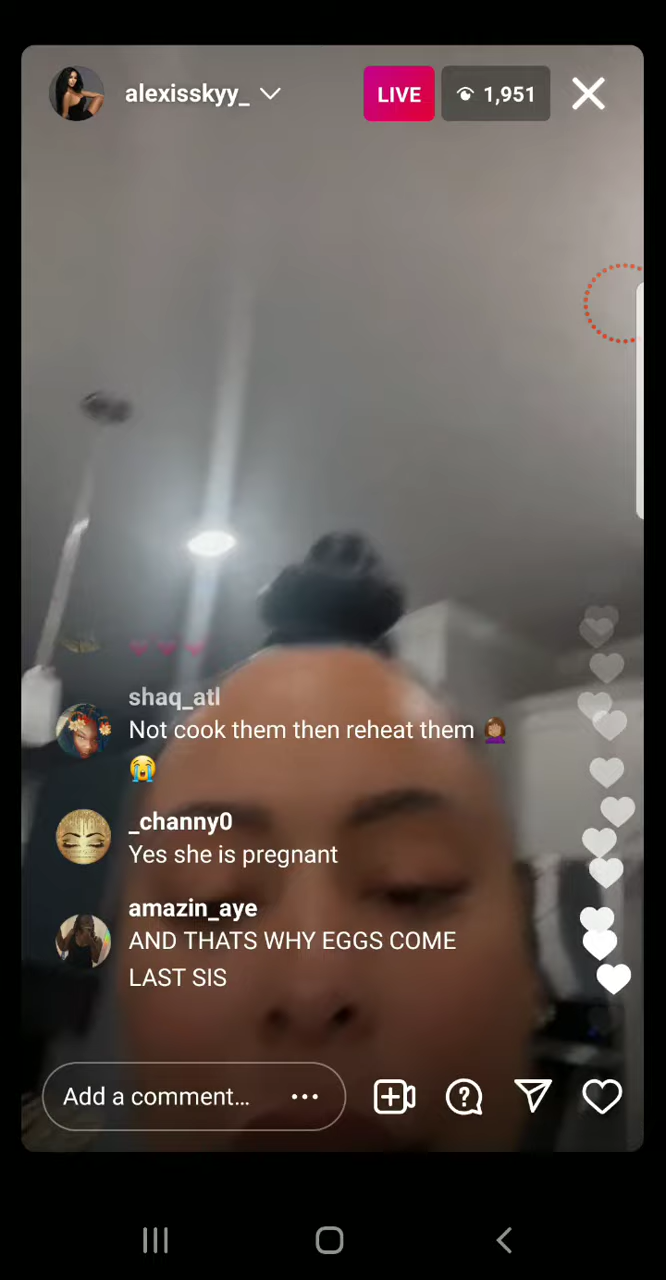 alexisskyy_
LIVE
1,951
shaq_atl
Not cook them then reheat them 🤦🏽‍♀️
😭
_channy0
Yes she is pregnant
amazin_aye
AND THATS WHY EGGS COME
LAST SIS
Add a comment...